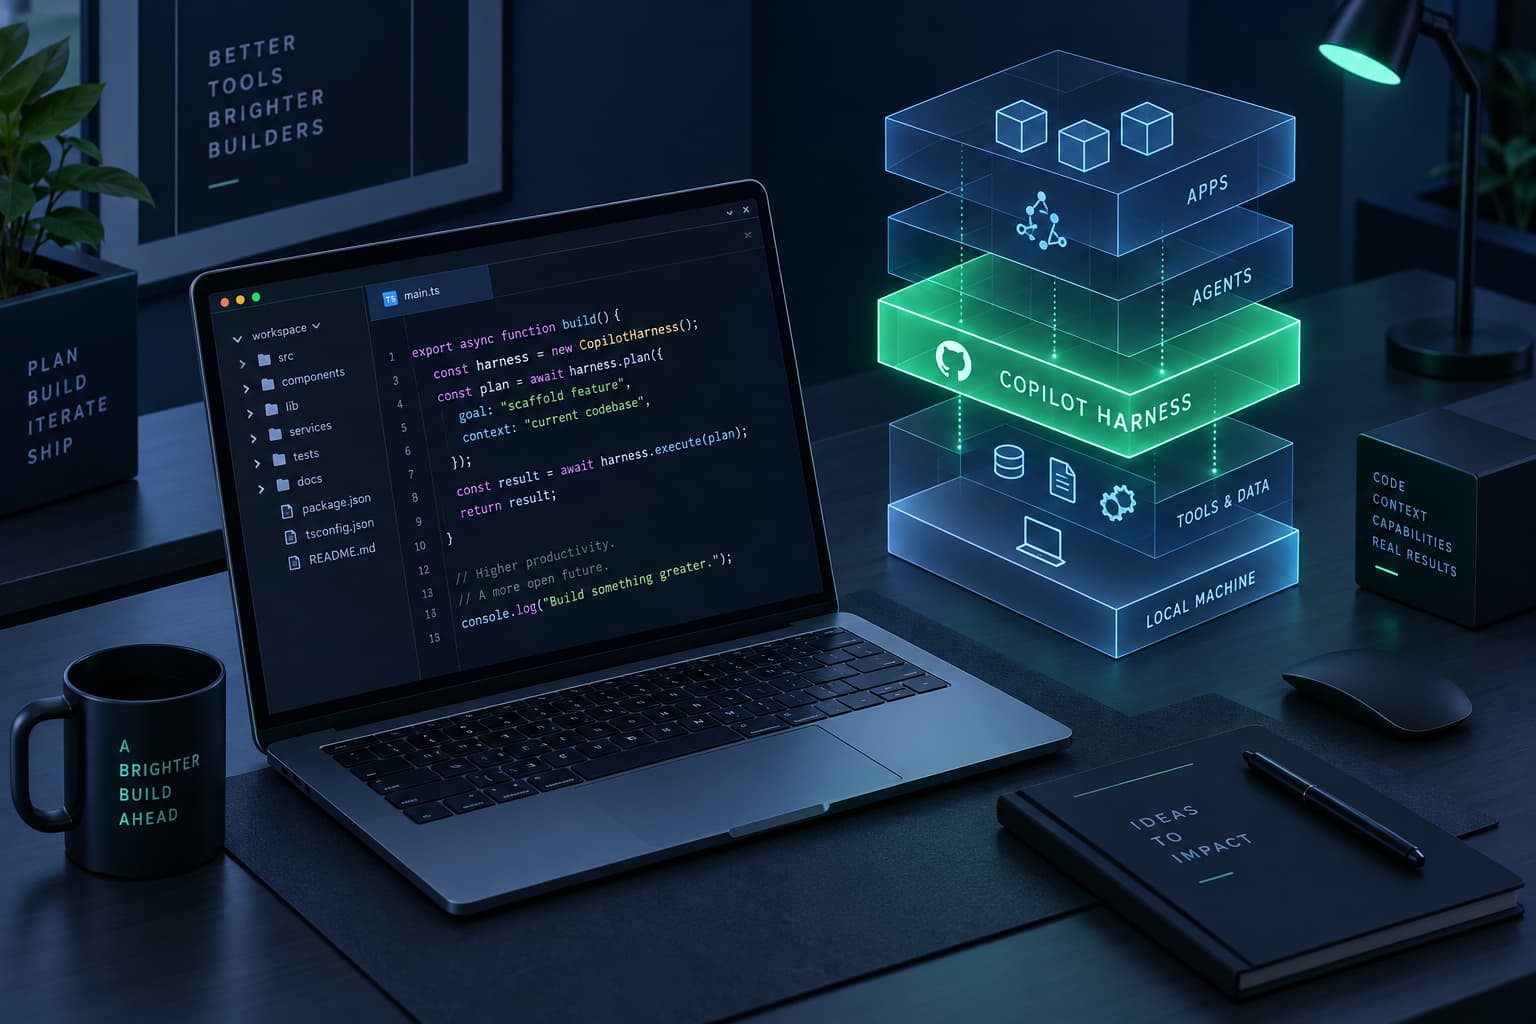 BETTER
TOOLS
BRIGHTER
BUILDERS
PLAN
BUILD
ITERATE
SHIP
A
BRIGHTER
BUILD
AHEAD
workspace
src
components
lib
services
tests
docs
package.json
tsconfig.json
README.md
TS main.ts
1 export async function build() {
3 const harness = new CopilotHarness();
4 const plan = await harness.plan({
5 goal: "scaffold feature",
6 context: "current codebase",
7 });
8 const result = await harness.execute(plan);
9 return result;
10 }
12 // Higher productivity.
13 // A more open future.
18 console.log("Build something greater.");
19
APPS
AGENTS
COPILOT HARNESS
TOOLS & DATA
LOCAL MACHINE
CODE
CONTEXT
CAPABILITIES
REAL RESULTS
IDEAS
TO
IMPACT